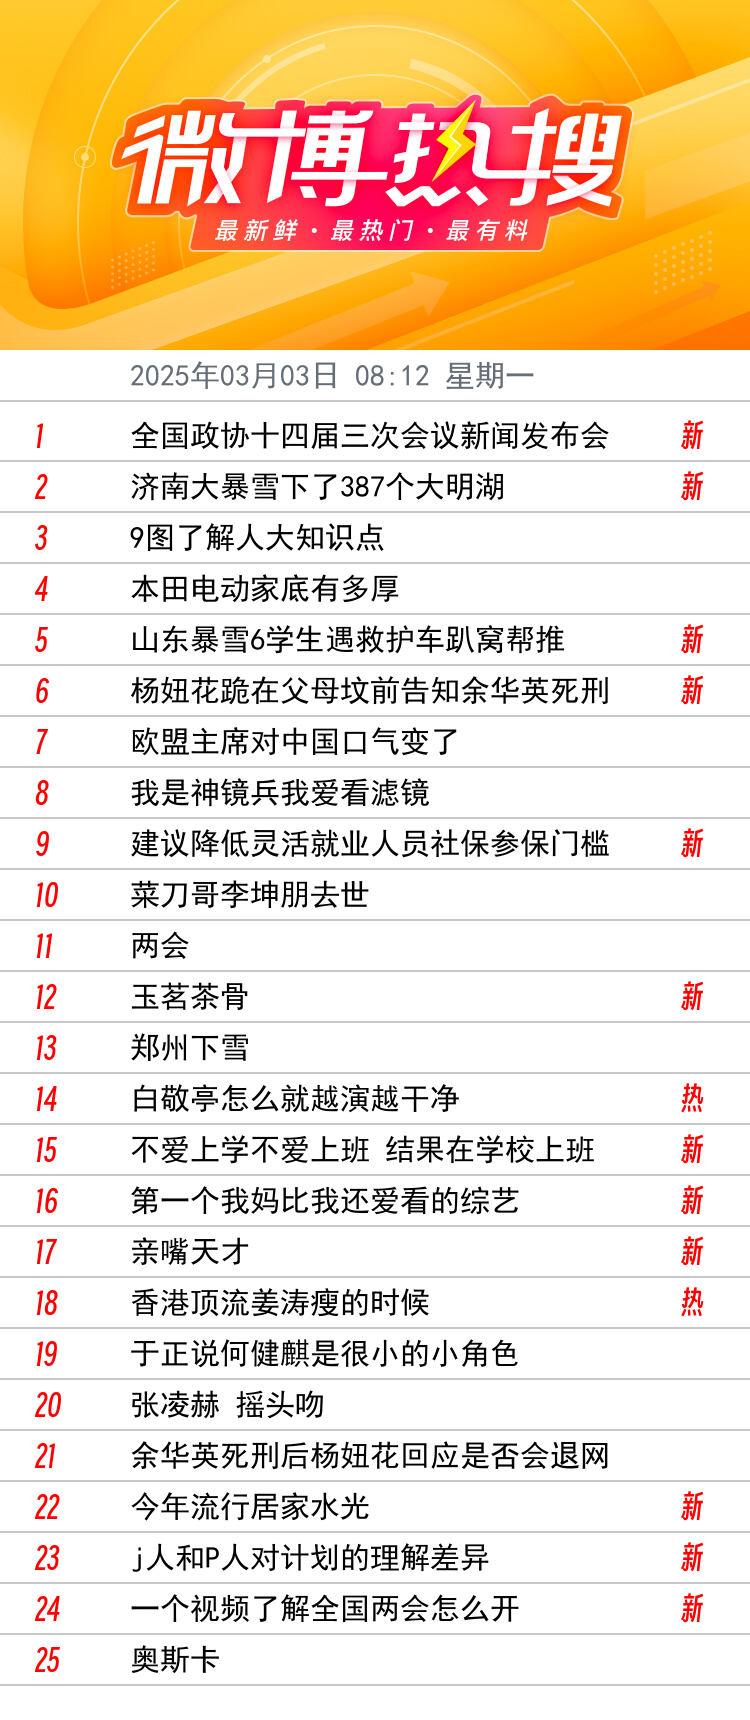 微博热搜
最新鲜·最热门·最有料
2025年03月03日 08:12 星期一
1 全国政协十四届三次会议新闻发布会 新
2 济南大暴雪下了387个大明湖 新
3 9图了解人大知识点
4 本田电动家底有多厚
5 山东暴雪6学生遇救护车趴窝帮推 新
6 杨妞花跪在父母坟前告知余华英死刑 新
7 欧盟主席对中国口气变了
8 我是神镜兵我爱看滤镜
9 建议降低灵活就业人员社保参保门槛 新
10 菜刀哥李坤朋去世
11 两会
12 玉茗茶骨 新
13 郑州下雪
14 白敬亭怎么就越演越干净 热
15 不爱上学不爱上班 结果在学校上班 新
16 第一个我妈比我还爱看的综艺 新
17 亲嘴天才 新
18 香港顶流姜涛瘦的时候 热
19 于正说何健麒是很小的小角色
20 张凌赫 摇头吻
21 余华英死刑后杨妞花回应是否会退网
22 今年流行居家水光 新
23 j人和P人对计划的理解差异 新
24 一个视频了解全国两会怎么开 新
25 奥斯卡